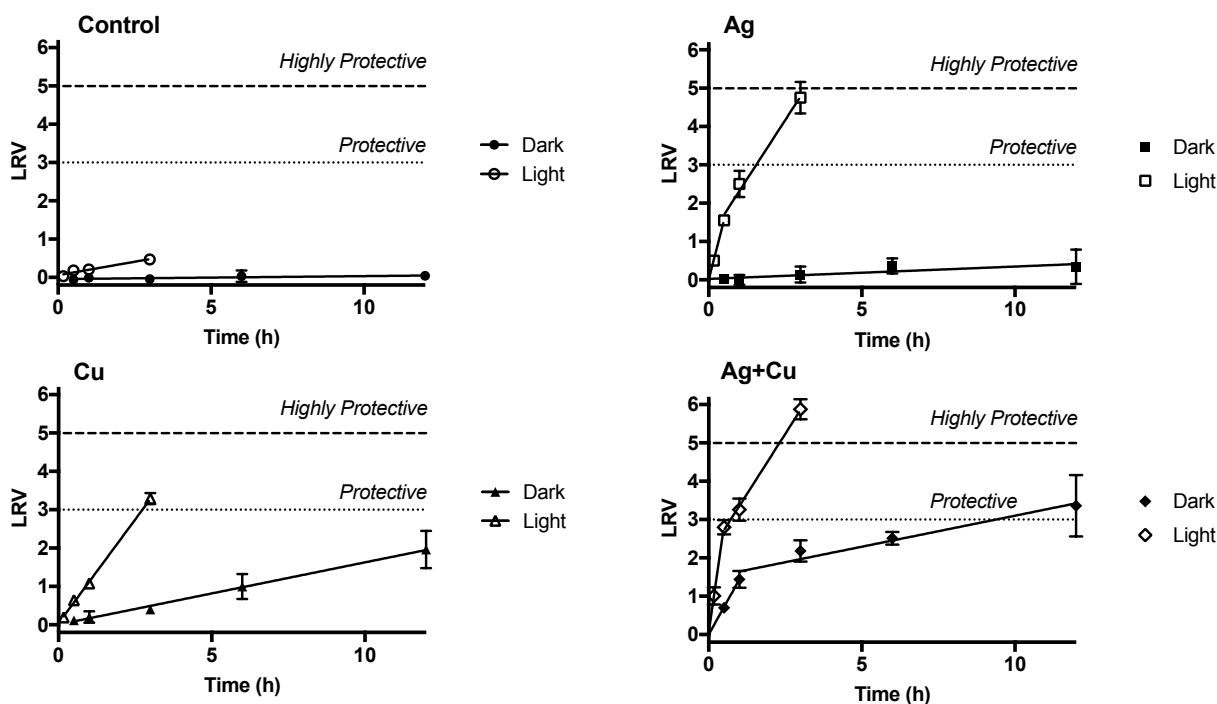 Control
6
5
4
3
2
1
0
LRV
Highly Protective
Protective
0
5
10
Time (h)
Dark
Light
Ag
6
5
4
3
2
1
0
LRV
Highly Protective
Protective
0
5
10
Time (h)
Dark
Light
Cu
6
5
4
3
2
1
0
LRV
Highly Protective
Protective
0
5
10
Time (h)
Dark
Light
Ag+Cu
6
5
4
3
2
1
0
LRV
Highly Protective
Protective
0
5
10
Time (h)
Dark
Light